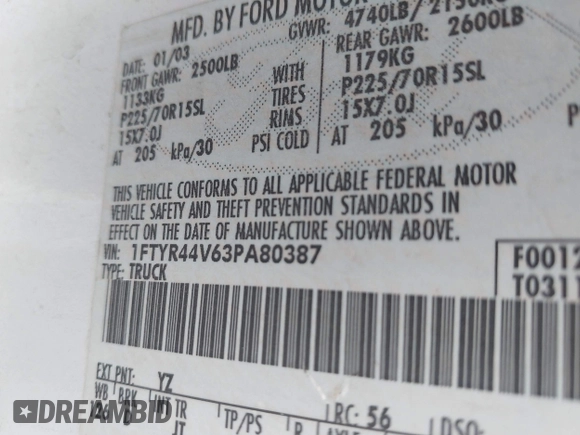 MFD. BY FORD MOTOR
DATE: 01/03 GVWR: 4740LB/ 2150KG
FRONT GAWR: 2500LB REAR GAWR: 2600LB
1133KG WITH 1179KG
P225/70R15SL TIRES P225/70R15SL
15X7.0J RIMS 15X7.0J
AT 205 kPa/30 PSI COLD AT 205 kPa/30
THIS VEHICLE CONFORMS TO ALL APPLICABLE FEDERAL MOTOR
VEHICLE SAFETY AND THEFT PREVENTION STANDARDS IN
EFFECT ON THE DATE OF MANUFACTURE SHOWN ABOVE.
VIN: 1FTYR44V63PA80387 F0012
TYPE: TRUCK T0311
EXT PNT: YZ RC: 56 DSO:
WB BRK INT TR TP/PS R
DREAMBID